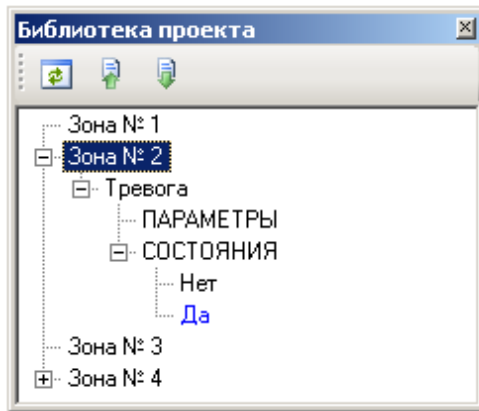 Библиотека проекта
Зона № 1
Зона № 2
Тревога
ПАРАМЕТРЫ
СОСТОЯНИЯ
Нет
Да
Зона № 3
Зона № 4